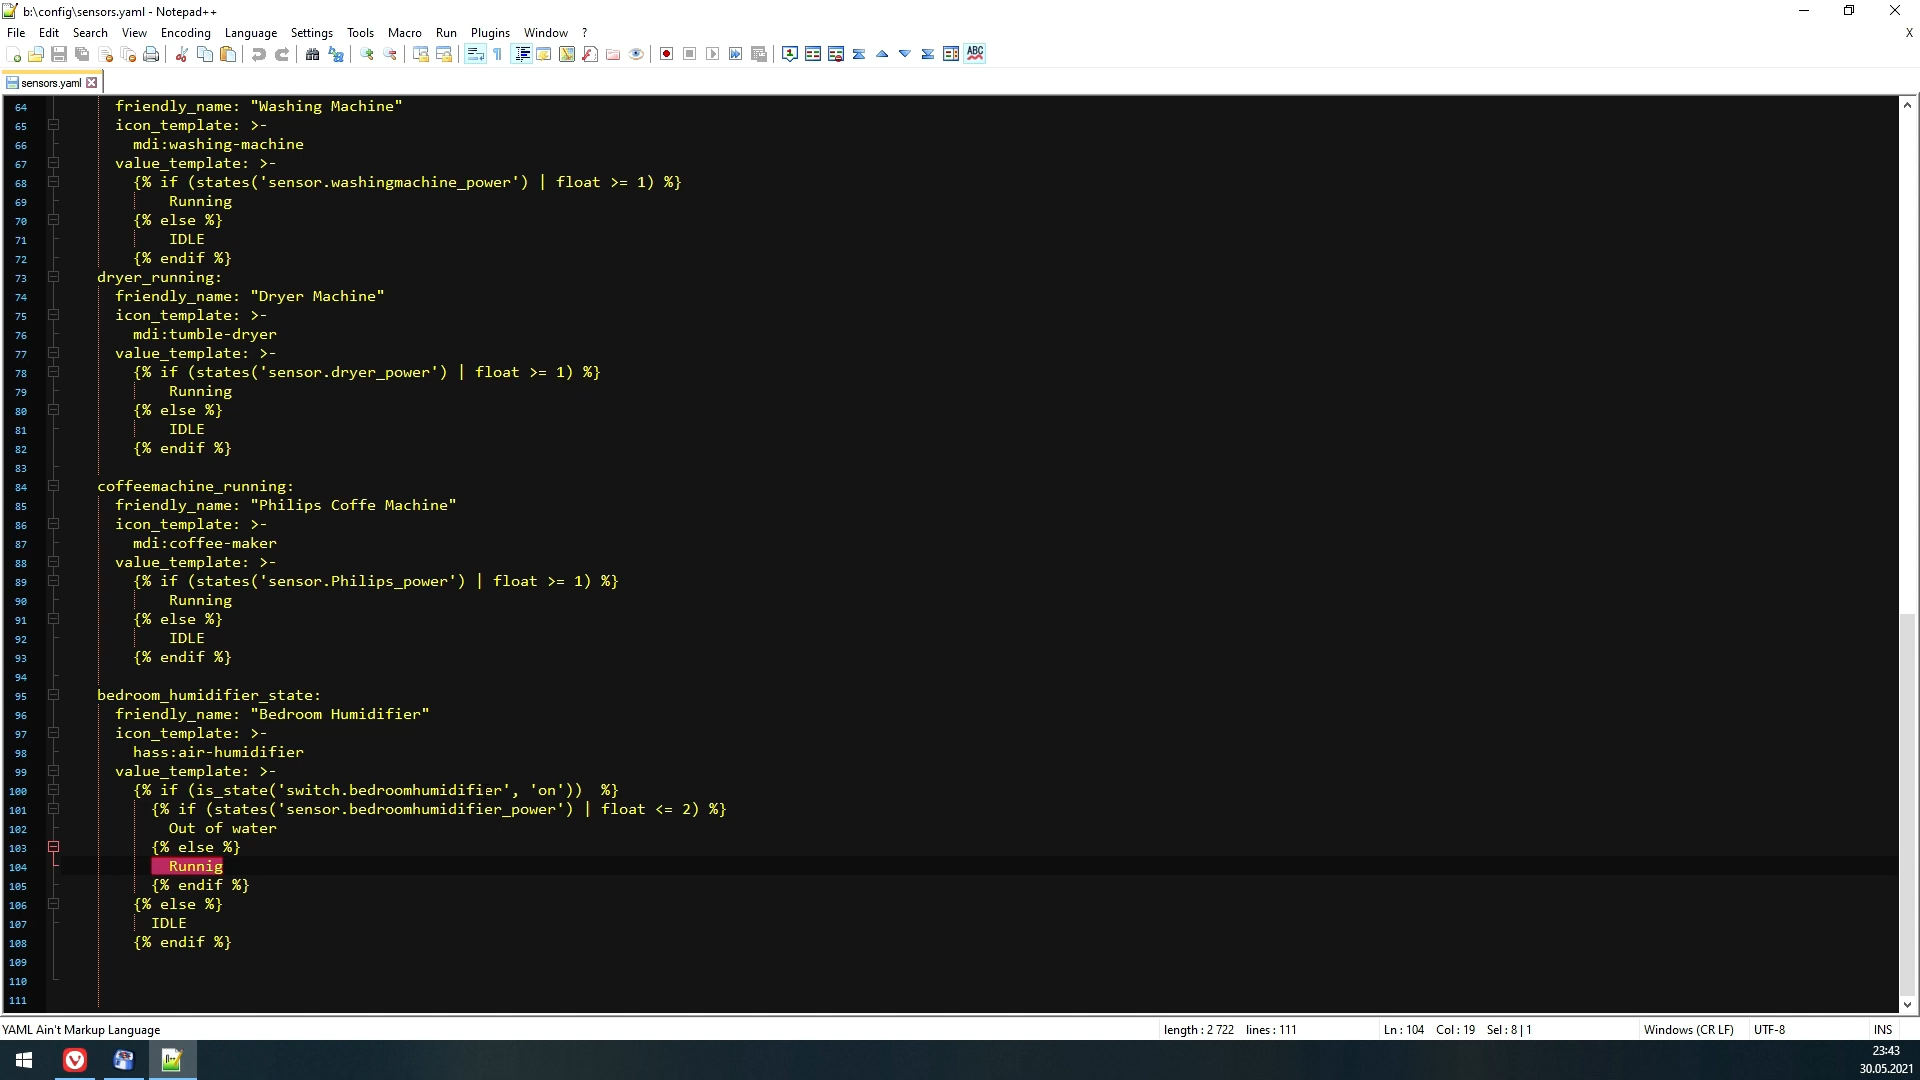 b:\config\sensors.yaml - Notepad++
File Edit Search View Encoding Language Settings Tools Macro Run Plugins Window ? X
sensors.yaml
64 friendly_name: "Washing Machine"
65 icon_template: >-
66 mdi:washing-machine
67 value_template: >-
68 {% if (states('sensor.washingmachine_power') | float >= 1) %}
69 Running
70 {% else %}
71 IDLE
72 {% endif %}
73 dryer_running:
74 friendly_name: "Dryer Machine"
75 icon_template: >-
76 mdi:tumble-dryer
77 value_template: >-
78 {% if (states('sensor.dryer_power') | float >= 1) %}
79 Running
80 {% else %}
81 IDLE
82 {% endif %}
83
84 coffeemachine_running:
85 friendly_name: "Philips Coffe Machine"
86 icon_template: >-
87 mdi:coffee-maker
88 value_template: >-
89 {% if (states('sensor.Philips_power') | float >= 1) %}
90 Running
91 {% else %}
92 IDLE
93 {% endif %}
94
95 bedroom_humidifier_state:
96 friendly_name: "Bedroom Humidifier"
97 icon_template: >-
98 hass:air-humidifier
99 value_template: >-
100 {% if (is_state('switch.bedroomhumidifier', 'on'))  %}
101 {% if (states('sensor.bedroomhumidifier_power') | float <= 2) %}
102 Out of water
103 {% else %}
104 Runnig
105 {% endif %}
106 {% else %}
107 IDLE
108 {% endif %}
109
110
111
YAML Ain't Markup Language length : 2 722 lines : 111 Ln : 104 Col : 19 Sel : 8 | 1 Windows (CR LF) UTF-8 INS
23:43
30.05.2021